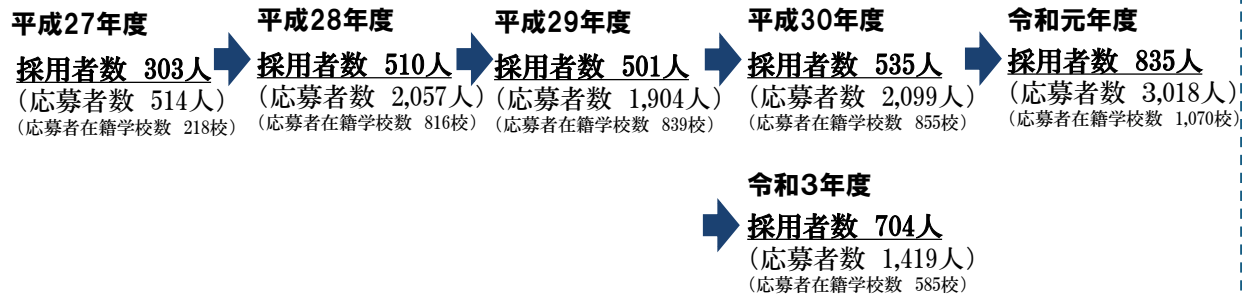 平成27年度
採用者数 303人
（応募者数 514人）
（応募者在籍学校数 218校）
平成28年度
採用者数 510人
（応募者数 2,057人）
（応募者在籍学校数 816校）
平成29年度
採用者数 501人
（応募者数 1,904人）
（応募者在籍学校数 839校）
平成30年度
採用者数 535人
（応募者数 2,099人）
（応募者在籍学校数 855校）
令和元年度
採用者数 835人
（応募者数 3,018人）
（応募者在籍学校数 1,070校）
令和３年度
採用者数 704人
（応募者数 1,419人）
（応募者在籍学校数 585校）